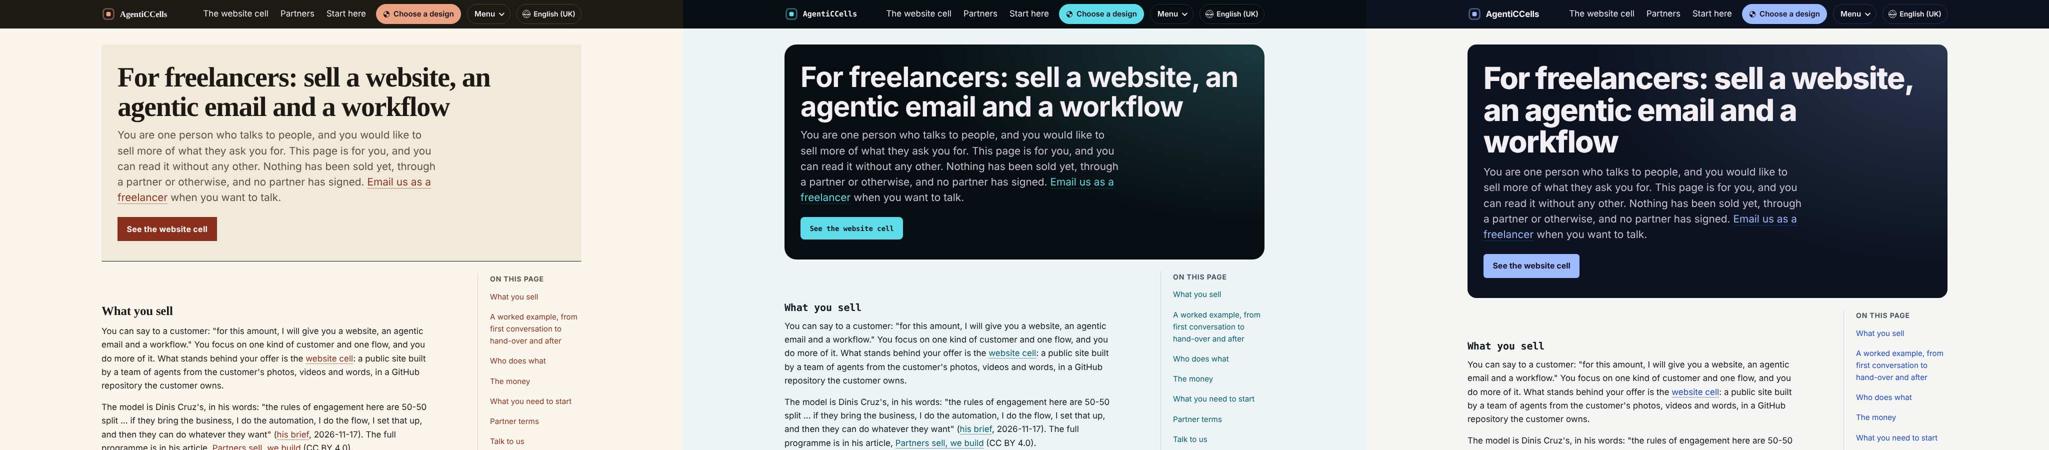 AgentiCCells The website cell Partners Start here Choose a design Menu English (UK)
For freelancers: sell a website, an
agentic email and a workflow
You are one person who talks to people, and you would like to
sell more of what they ask you for. This page is for you, and you
can read it without any other. Nothing has been sold yet, through
a partner or otherwise, and no partner has signed. Email us as a
freelancer when you want to talk.
See the website cell
What you sell
You can say to a customer: "for this amount, I will give you a website, an agentic
email and a workflow." You focus on one kind of customer and one flow, and you
do more of it. What stands behind your offer is the website cell: a public site built
by a team of agents from the customer's photos, videos and words, in a GitHub
repository the customer owns.
The model is Dinis Cruz's, in his words: "the rules of engagement here are 50-50
split ... if they bring the business, I do the automation, I do the flow, I set that up,
and then they can do whatever they want" (his brief, 2026-11-17). The full
programme is in his article, Partners sell, we build (CC BY 4.0).
ON THIS PAGE
What you sell
A worked example, from
first conversation to
hand-over and after
Who does what
The money
What you need to start
Partner terms
Talk to us
AgentiCCells The website cell Partners Start here Choose a design Menu English (UK)
For freelancers: sell a website, an
agentic email and a workflow
You are one person who talks to people, and you would like to
sell more of what they ask you for. This page is for you, and you
can read it without any other. Nothing has been sold yet, through
a partner or otherwise, and no partner has signed. Email us as a
freelancer when you want to talk.
See the website cell
What you sell
You can say to a customer: "for this amount, I will give you a website, an agentic
email and a workflow." You focus on one kind of customer and one flow, and you
do more of it. What stands behind your offer is the website cell: a public site built
by a team of agents from the customer's photos, videos and words, in a GitHub
repository the customer owns.
The model is Dinis Cruz's, in his words: "the rules of engagement here are 50-50
split ... if they bring the business, I do the automation, I do the flow, I set that up,
and then they can do whatever they want" (his brief, 2026-11-17). The full
programme is in his article, Partners sell, we build (CC BY 4.0).
ON THIS PAGE
What you sell
A worked example, from
first conversation to
hand-over and after
Who does what
The money
What you need to start
Partner terms
Talk to us
AgentiCCells The website cell Partners Start here Choose a design Menu English (UK)
For freelancers: sell a website,
an agentic email and a
workflow
You are one person who talks to people, and you would like to
sell more of what they ask you for. This page is for you, and you
can read it without any other. Nothing has been sold yet, through
a partner or otherwise, and no partner has signed. Email us as a
freelancer when you want to talk.
See the website cell
What you sell
You can say to a customer: "for this amount, I will give you a website, an agentic
email and a workflow." You focus on one kind of customer and one flow, and you
do more of it. What stands behind your offer is the website cell: a public site built
by a team of agents from the customer's photos, videos and words, in a GitHub
repository the customer owns.
The model is Dinis Cruz's, in his words: "the rules of engagement here are 50-50
ON THIS PAGE
What you sell
A worked example, from
first conversation to
hand-over and after
Who does what
The money
What you need to start